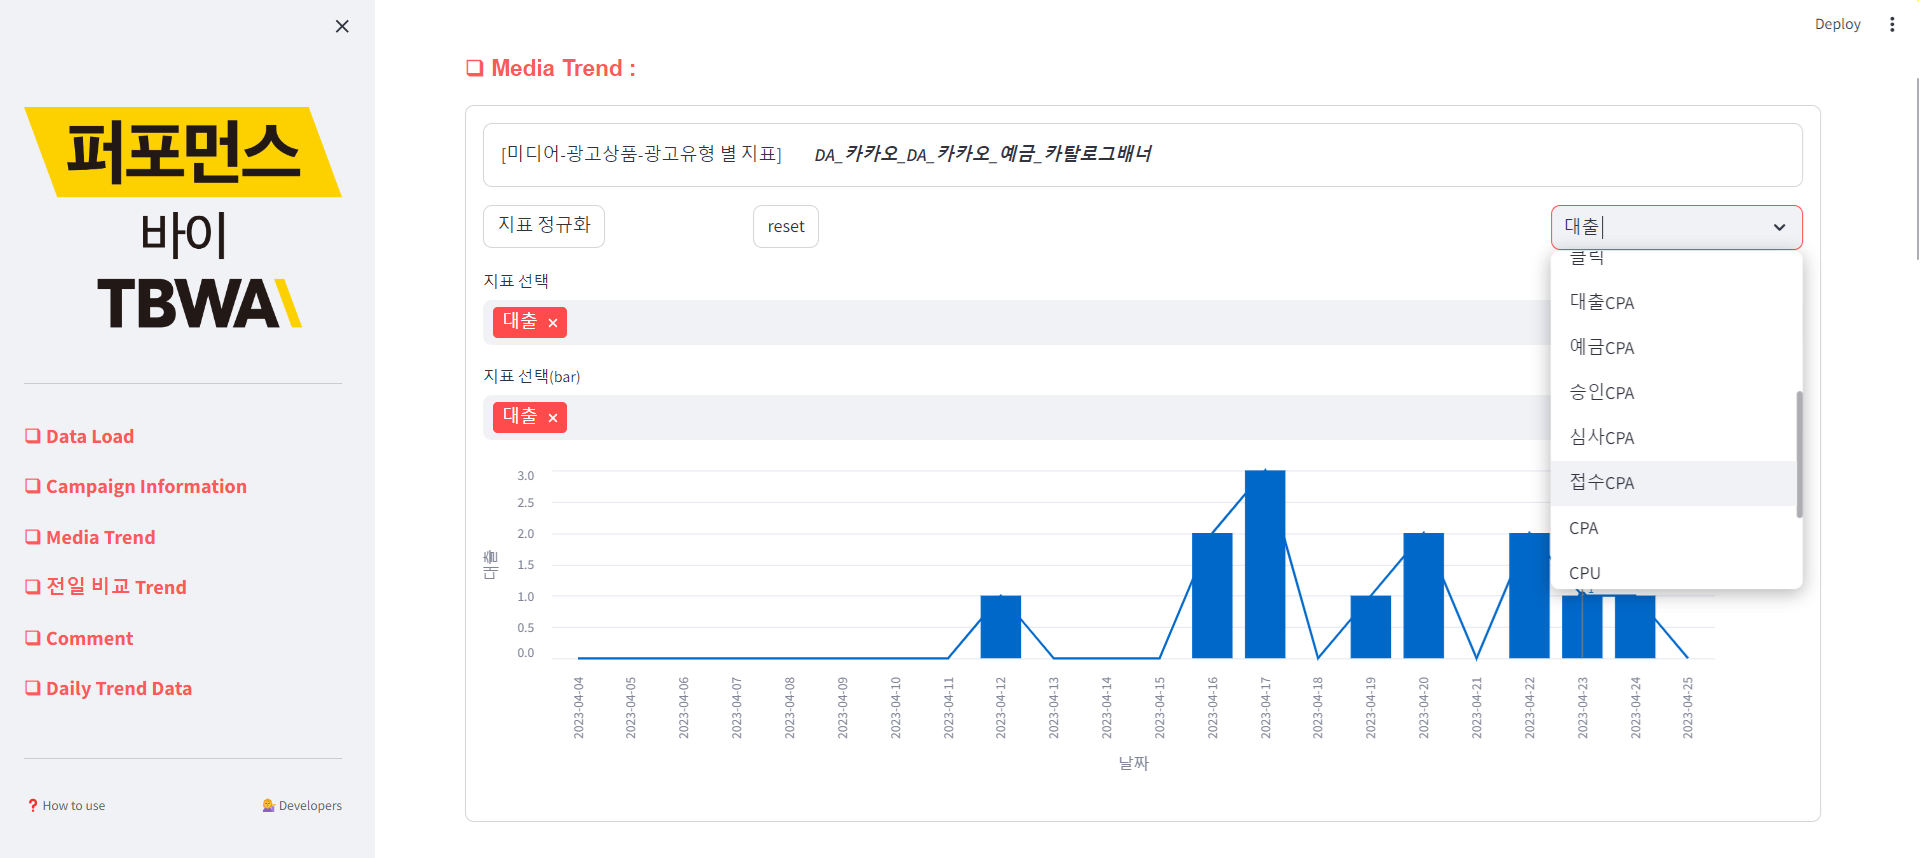 Deploy
퍼포먼스
바이
TBWA\
Data Load
Campaign Information
Media Trend
전일 비교 Trend
Comment
Daily Trend Data
How to use
Developers
Media Trend :
[미디어-광고상품-광고유형 별 지표] DA_카카오_DA_카카오_예금_카탈로그배너
지표 정규화 reset 대출
지표 선택
대출 ×
지표 선택(bar)
대출 ×
클릭
대출CPA
예금CPA
승인CPA
심사CPA
접수CPA
CPA
CPU
3.0
2.5
2.0
1.5
1.0
0.5
0.0
대출
1
2023-04-04
2023-04-05
2023-04-06
2023-04-07
2023-04-08
2023-04-09
2023-04-10
2023-04-11
2023-04-12
2023-04-13
2023-04-14
2023-04-15
2023-04-16
2023-04-17
2023-04-18
2023-04-19
2023-04-20
2023-04-21
2023-04-22
2023-04-23
2023-04-24
2023-04-25
날짜